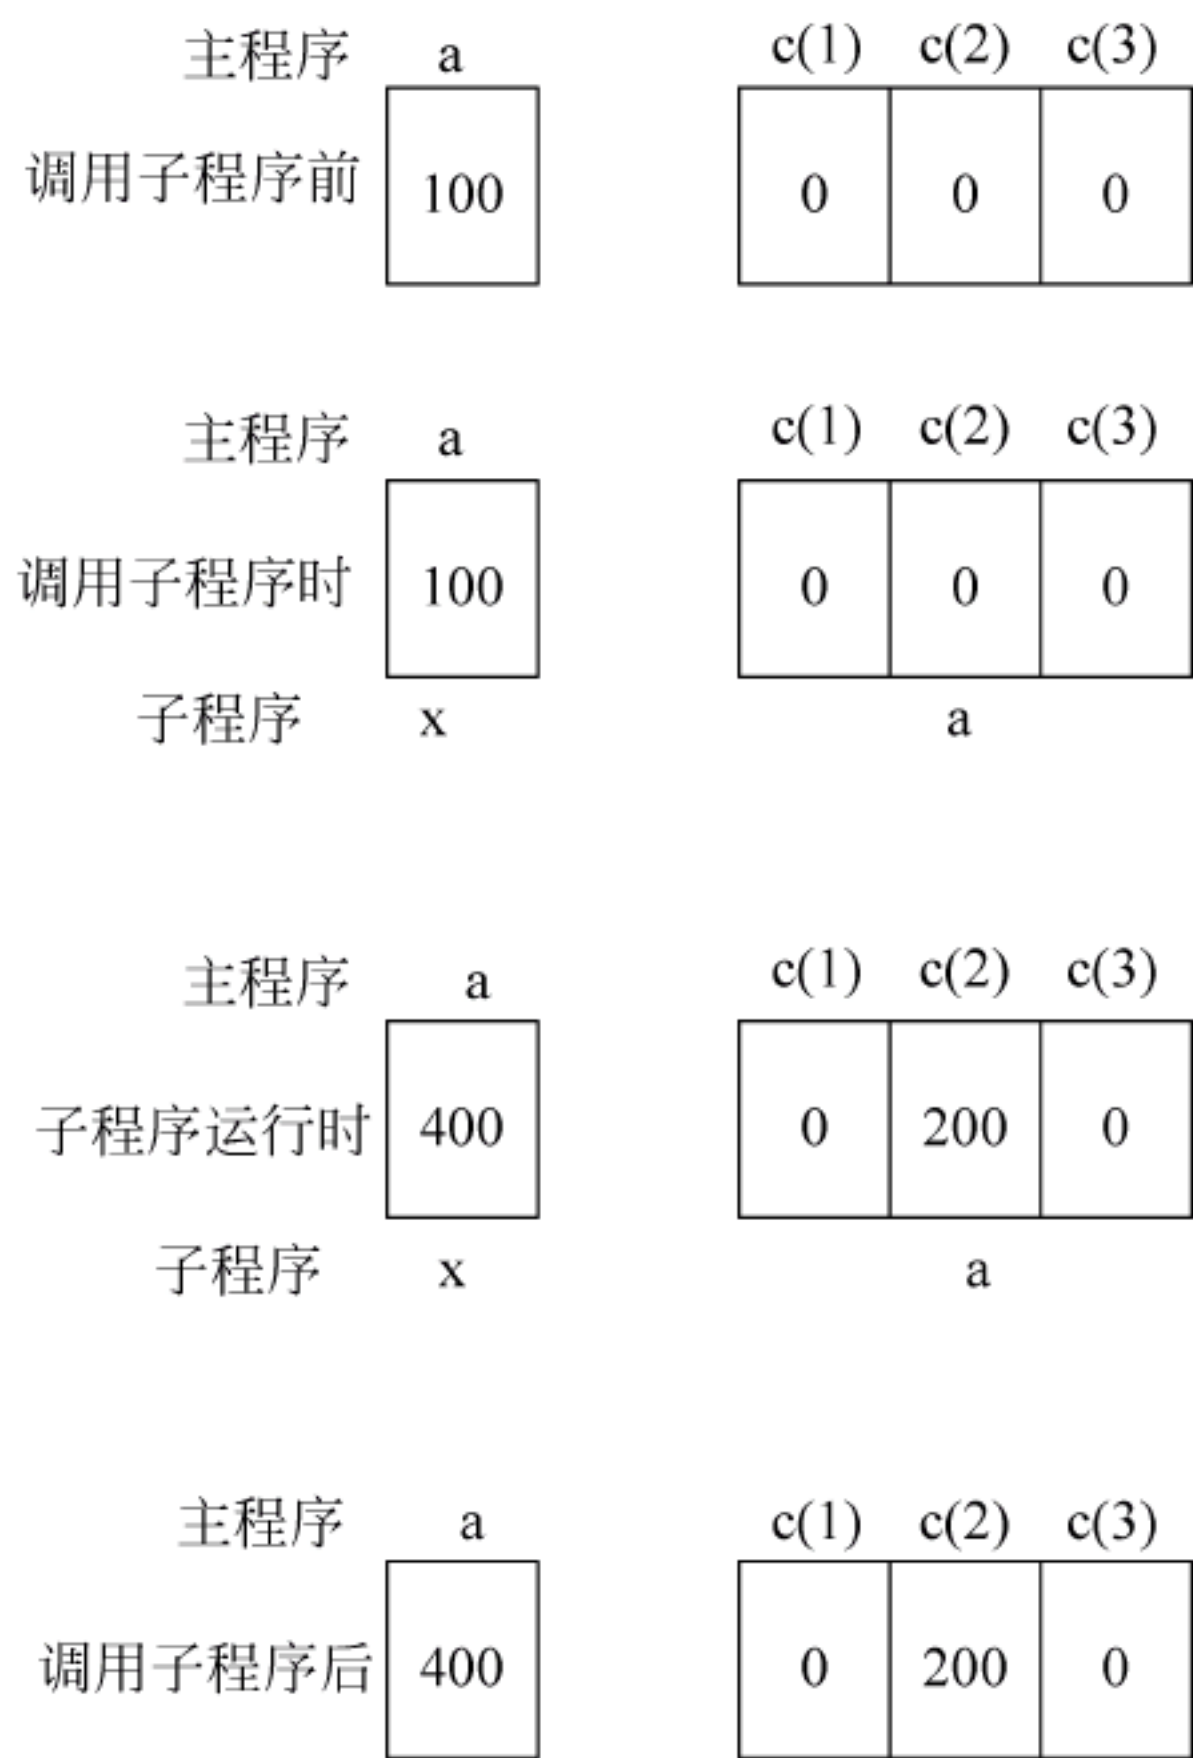 主程序 a c(1) c(2) c(3)
调用子程序前 100 0 0 0
主程序 a c(1) c(2) c(3)
调用子程序时 100 0 0 0
子程序 x a
主程序 a c(1) c(2) c(3)
子程序运行时 400 0 200 0
子程序 x a
主程序 a c(1) c(2) c(3)
调用子程序后 400 0 200 0